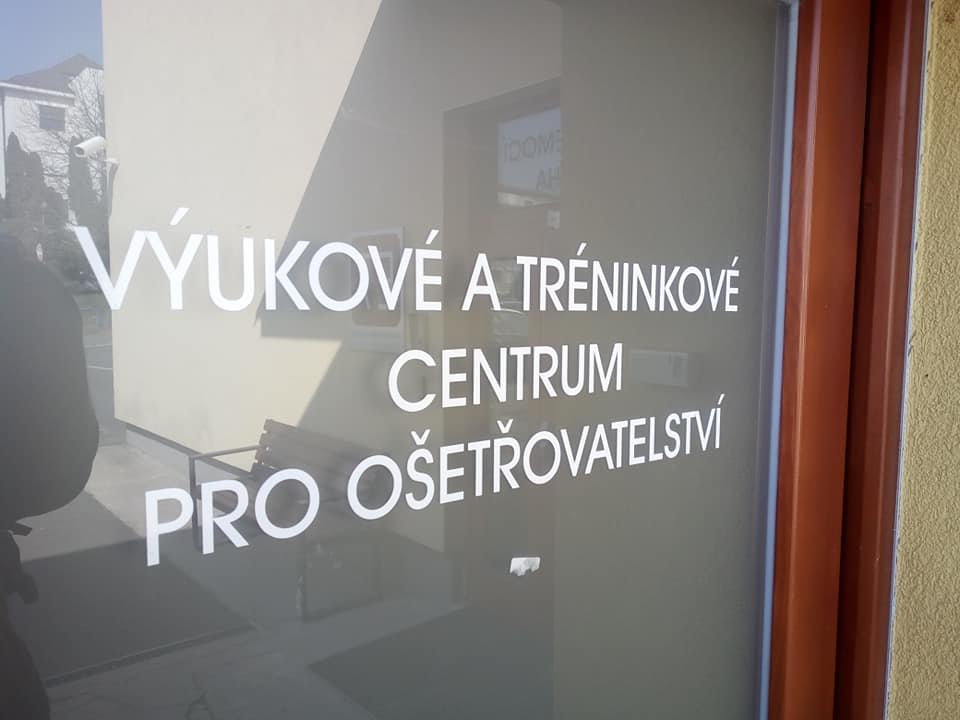 VÝUKOVÉ A TRÉNINKOVÉ
CENTRUM
PRO OŠETŘOVATELSTVÍ